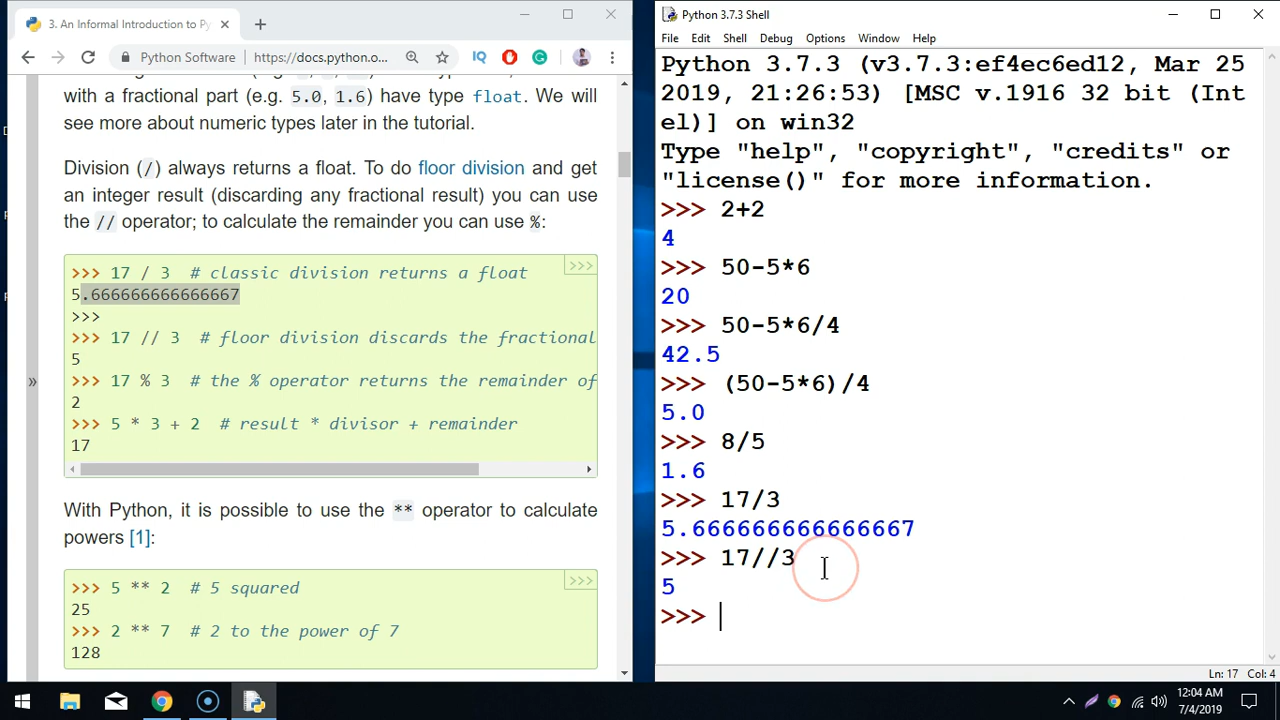 3. An Informal Introduction to Py
Python Software
https://docs.python.o...
with a fractional part (e.g. 5.0, 1.6) have type float. We will
see more about numeric types later in the tutorial.
Division (/) always returns a float. To do floor division and get
an integer result (discarding any fractional result) you can use
the // operator; to calculate the remainder you can use %:
>>> 17 / 3  # classic division returns a float
>>>
5.666666666666667
>>>
>>> 17 // 3  # floor division discards the fractional
5
>>> 17 % 3  # the % operator returns the remainder of
2
>>> 5 * 3 + 2  # result * divisor + remainder
17
With Python, it is possible to use the ** operator to calculate
powers [1]:
>>> 5 ** 2  # 5 squared
>>>
25
>>> 2 ** 7  # 2 to the power of 7
128
»
Python 3.7.3 Shell
File Edit Shell Debug Options Window Help
Python 3.7.3 (v3.7.3:ef4ec6ed12, Mar 25
2019, 21:26:53) [MSC v.1916 32 bit (Int
el)] on win32
Type "help", "copyright", "credits" or
"license()" for more information.
>>> 2+2
4
>>> 50-5*6
20
>>> 50-5*6/4
42.5
>>> (50-5*6)/4
5.0
>>> 8/5
1.6
>>> 17/3
5.666666666666667
>>> 17//3
5
>>>
Ln: 17 Col: 4
12:04 AM
7/4/2019